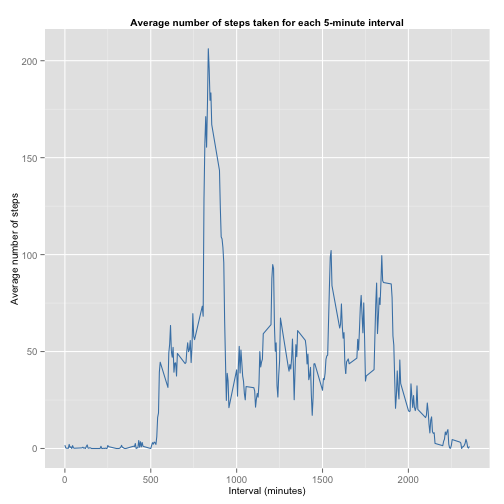 Average number of steps taken for each 5-minute interval
200
150
100
50
0
Average number of steps
0 500 1000 1500 2000
Interval (minutes)